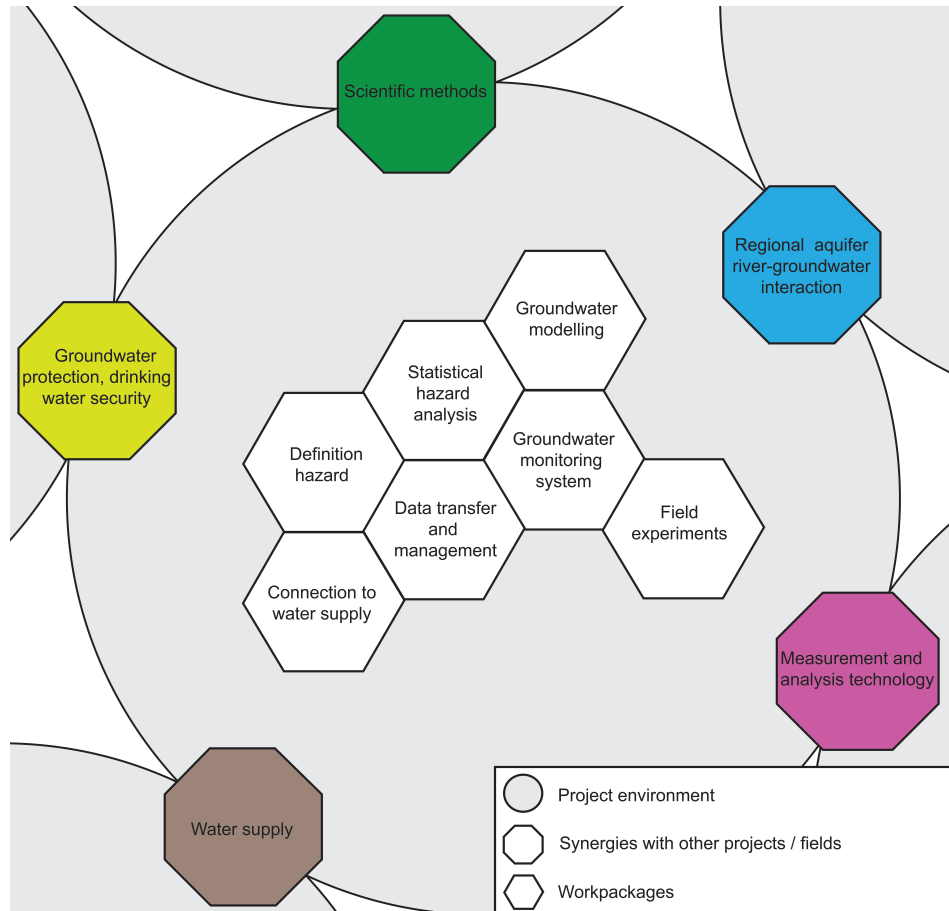 Scientific methods
Regional aquifer
river-groundwater
interaction
Groundwater
protection, drinking
water security
Groundwater
modelling
Statistical
hazard
analysis
Groundwater
monitoring
system
Definition
hazard
Data transfer
and
management
Field
experiments
Connection to
water supply
Measurement and
analysis technology
Water supply
Project environment
Synergies with other projects / fields
Workpackages